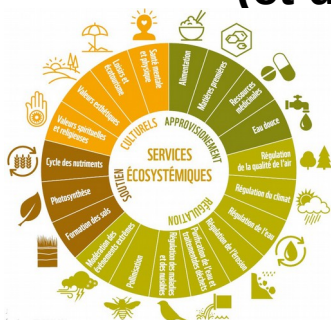 SERVICES
ÉCOSYSTÉMIQUES
CULTURELS
APPROVISIONEMENT
RÉGULATION
SOUTIEN
Alimentation
Matières premières
Ressources
médicinales
Eau douce
Régulation
de la qualité de l'air
Régulation du climat
Régulation de l'eau
Régulation de l'érosion
Purification de l'eau et
traitement des déchets
Régulation des maladies
et des nuisibles
Pollinisation
Modération des
événements extrêmes
Formation des sols
Photosynthèse
Cycle des nutriments
Valeurs spirituelles
et religieuses
Valeurs esthétiques
Loisirs et
écotourisme
Santé mentale
et physique